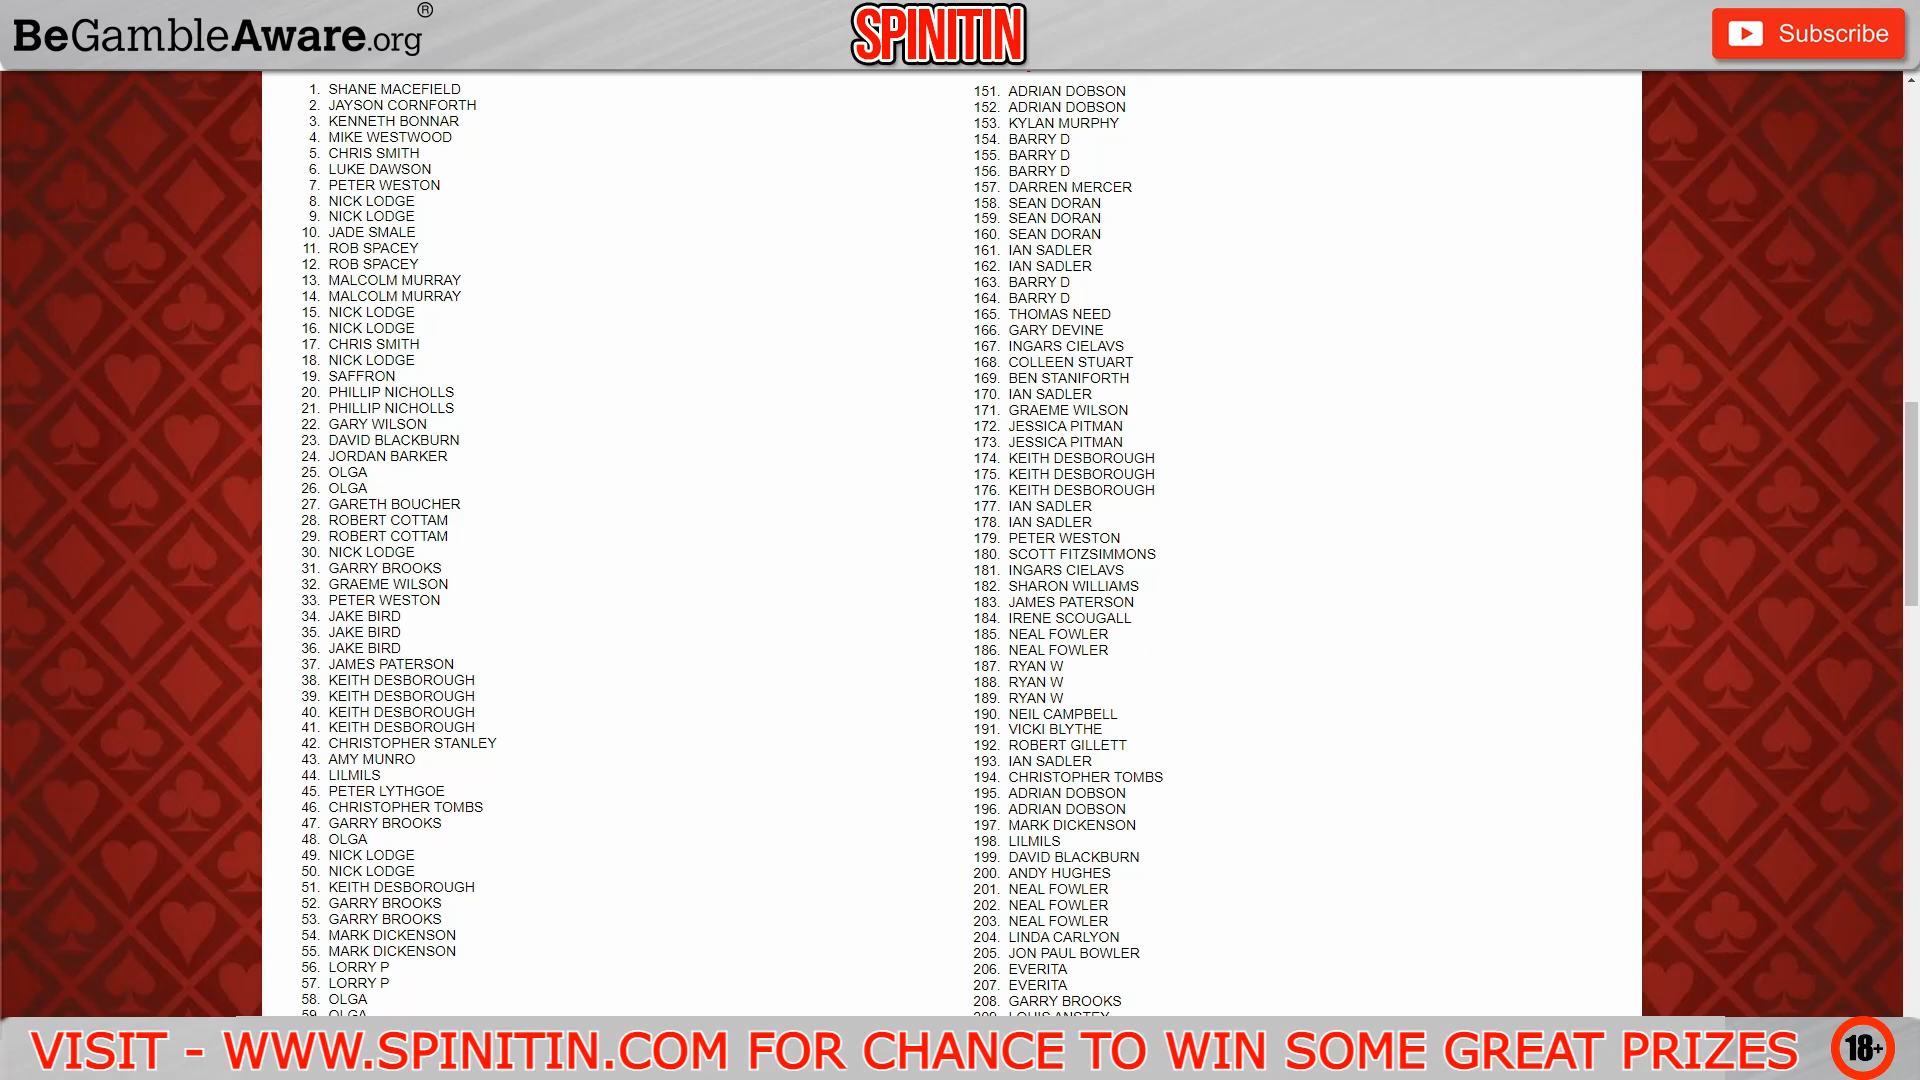 BeGambleAware.org®
SPINITIN
Subscribe
1. SHANE MACEFIELD
2. JAYSON CORNFORTH
3. KENNETH BONNAR
4. MIKE WESTWOOD
5. CHRIS SMITH
6. LUKE DAWSON
7. PETER WESTON
8. NICK LODGE
9. NICK LODGE
10. JADE SMALE
11. ROB SPACEY
12. ROB SPACEY
13. MALCOLM MURRAY
14. MALCOLM MURRAY
15. NICK LODGE
16. NICK LODGE
17. CHRIS SMITH
18. NICK LODGE
19. SAFFRON
20. PHILLIP NICHOLLS
21. PHILLIP NICHOLLS
22. GARY WILSON
23. DAVID BLACKBURN
24. JORDAN BARKER
25. OLGA
26. OLGA
27. GARETH BOUCHER
28. ROBERT COTTAM
29. ROBERT COTTAM
30. NICK LODGE
31. GARRY BROOKS
32. GRAEME WILSON
33. PETER WESTON
34. JAKE BIRD
35. JAKE BIRD
36. JAKE BIRD
37. JAMES PATERSON
38. KEITH DESBOROUGH
39. KEITH DESBOROUGH
40. KEITH DESBOROUGH
41. KEITH DESBOROUGH
42. CHRISTOPHER STANLEY
43. AMY MUNRO
44. LILMILS
45. PETER LYTHGOE
46. CHRISTOPHER TOMBS
47. GARRY BROOKS
48. OLGA
49. NICK LODGE
50. NICK LODGE
51. KEITH DESBOROUGH
52. GARRY BROOKS
53. GARRY BROOKS
54. MARK DICKENSON
55. MARK DICKENSON
56. LORRY P
57. LORRY P
58. OLGA
59. OLGA
151. ADRIAN DOBSON
152. ADRIAN DOBSON
153. KYLAN MURPHY
154. BARRY D
155. BARRY D
156. BARRY D
157. DARREN MERCER
158. SEAN DORAN
159. SEAN DORAN
160. SEAN DORAN
161. IAN SADLER
162. IAN SADLER
163. BARRY D
164. BARRY D
165. THOMAS NEED
166. GARY DEVINE
167. INGARS CIELAVS
168. COLLEEN STUART
169. BEN STANIFORTH
170. IAN SADLER
171. GRAEME WILSON
172. JESSICA PITMAN
173. JESSICA PITMAN
174. KEITH DESBOROUGH
175. KEITH DESBOROUGH
176. KEITH DESBOROUGH
177. IAN SADLER
178. IAN SADLER
179. PETER WESTON
180. SCOTT FITZSIMMONS
181. INGARS CIELAVS
182. SHARON WILLIAMS
183. JAMES PATERSON
184. IRENE SCOUGALL
185. NEAL FOWLER
186. NEAL FOWLER
187. RYAN W
188. RYAN W
189. RYAN W
190. NEIL CAMPBELL
191. VICKI BLYTHE
192. ROBERT GILLETT
193. IAN SADLER
194. CHRISTOPHER TOMBS
195. ADRIAN DOBSON
196. ADRIAN DOBSON
197. MARK DICKENSON
198. LILMILS
199. DAVID BLACKBURN
200. ANDY HUGHES
201. NEAL FOWLER
202. NEAL FOWLER
203. NEAL FOWLER
204. LINDA CARLYON
205. JON PAUL BOWLER
206. EVERITA
207. EVERITA
208. GARRY BROOKS
209. LOUIS ANSTEY
VISIT - WWW.SPINITIN.COM FOR CHANCE TO WIN SOME GREAT PRIZES
18+